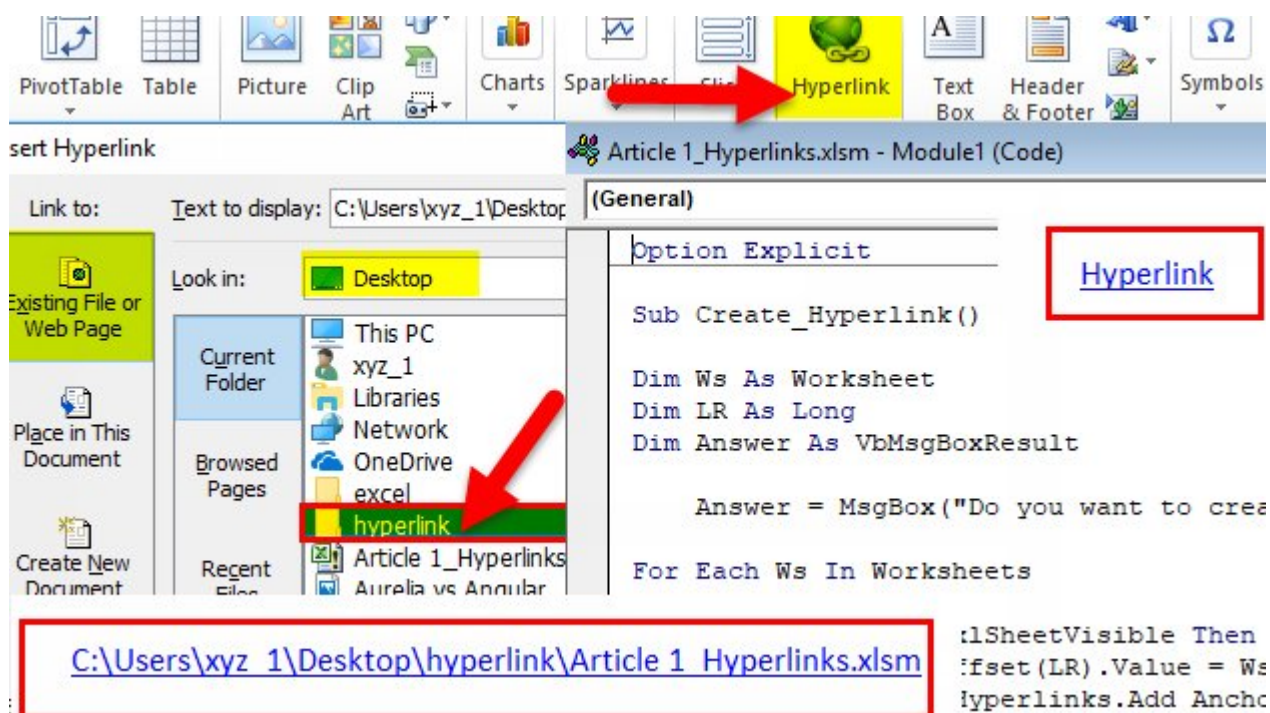 PivotTable Table Picture Clip Art Charts Sparklines Hyperlink Text Box Header & Footer Symbols
sert Hyperlink
Link to:
Text to display: C:\Users\xyz_1\Desktop
Existing File or Web Page
Look in: Desktop
Current Folder
This PC
xyz_1
Libraries
Network
OneDrive
excel
hyperlink
Article 1_Hyperlinks
Aurelia vs Angular
Place in This Document
Browsed Pages
Create New Document
Recent Files
Article 1_Hyperlinks.xlsm - Module1 (Code)
(General)
Option Explicit
Sub Create_Hyperlink()
Dim Ws As Worksheet
Dim LR As Long
Dim Answer As VbMsgBoxResult
Answer = MsgBox("Do you want to crea
For Each Ws In Worksheets
Hyperlink
C:\Users\xyz_1\Desktop\hyperlink\Article 1_Hyperlinks.xlsm
lSheetVisible Then
fset(LR).Value = Ws
yperlinks.Add Ancho